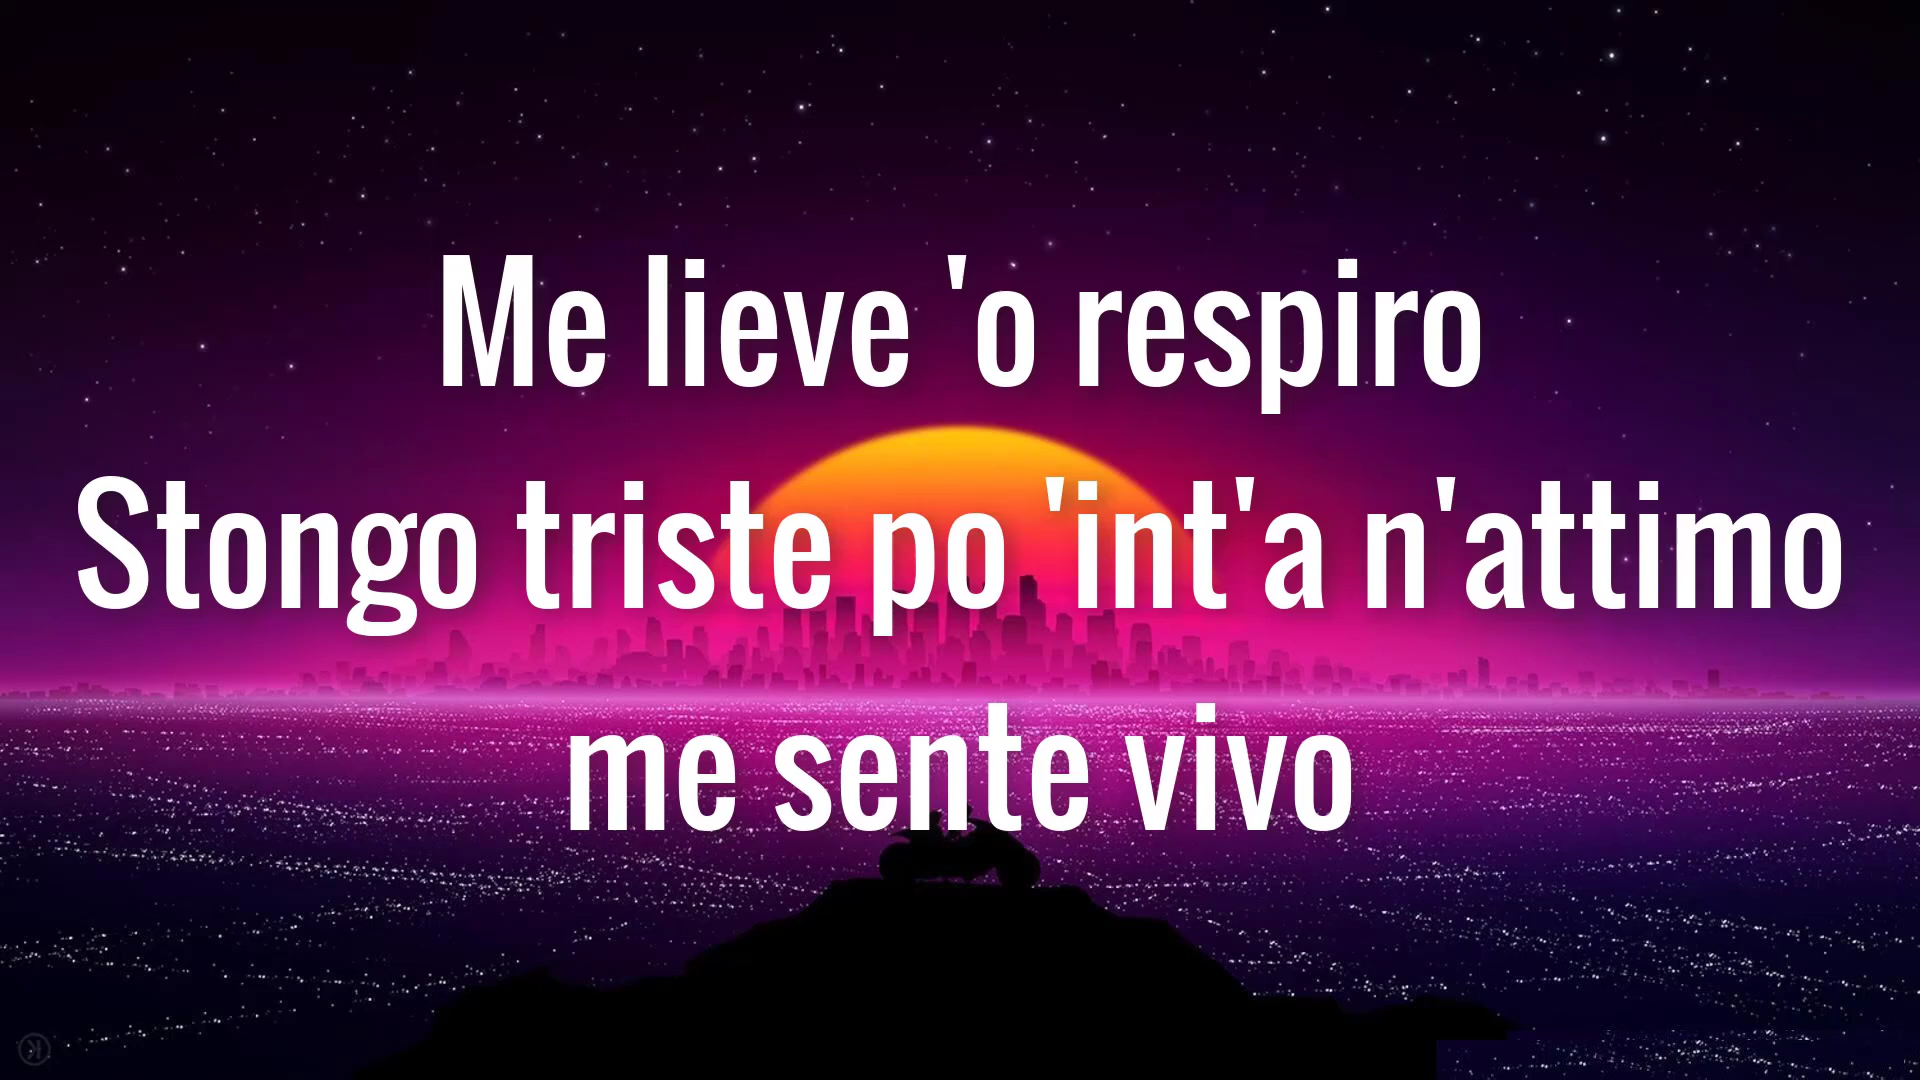 Me lieve 'o respiro
Stongo triste po 'int'a n'attimo
me sente vivo